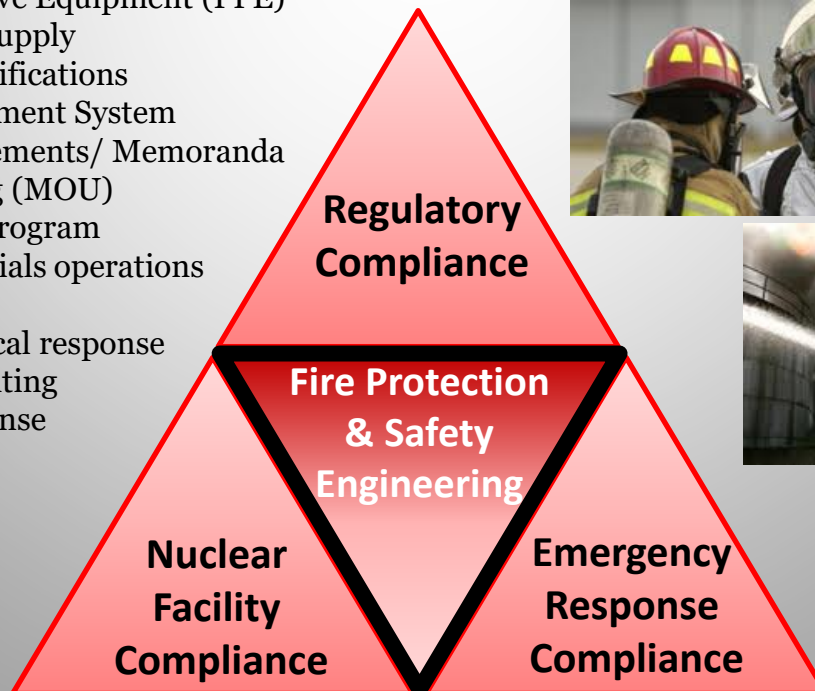 Equipment (PPE)
upply
ifications
ment System
ements/ Memoranda
(MOU)
rogram
ials operations
cal response
ting
nse
Regulatory
Compliance
Fire Protection
& Safety
Engineering
Nuclear
Facility
Compliance
Emergency
Response
Compliance